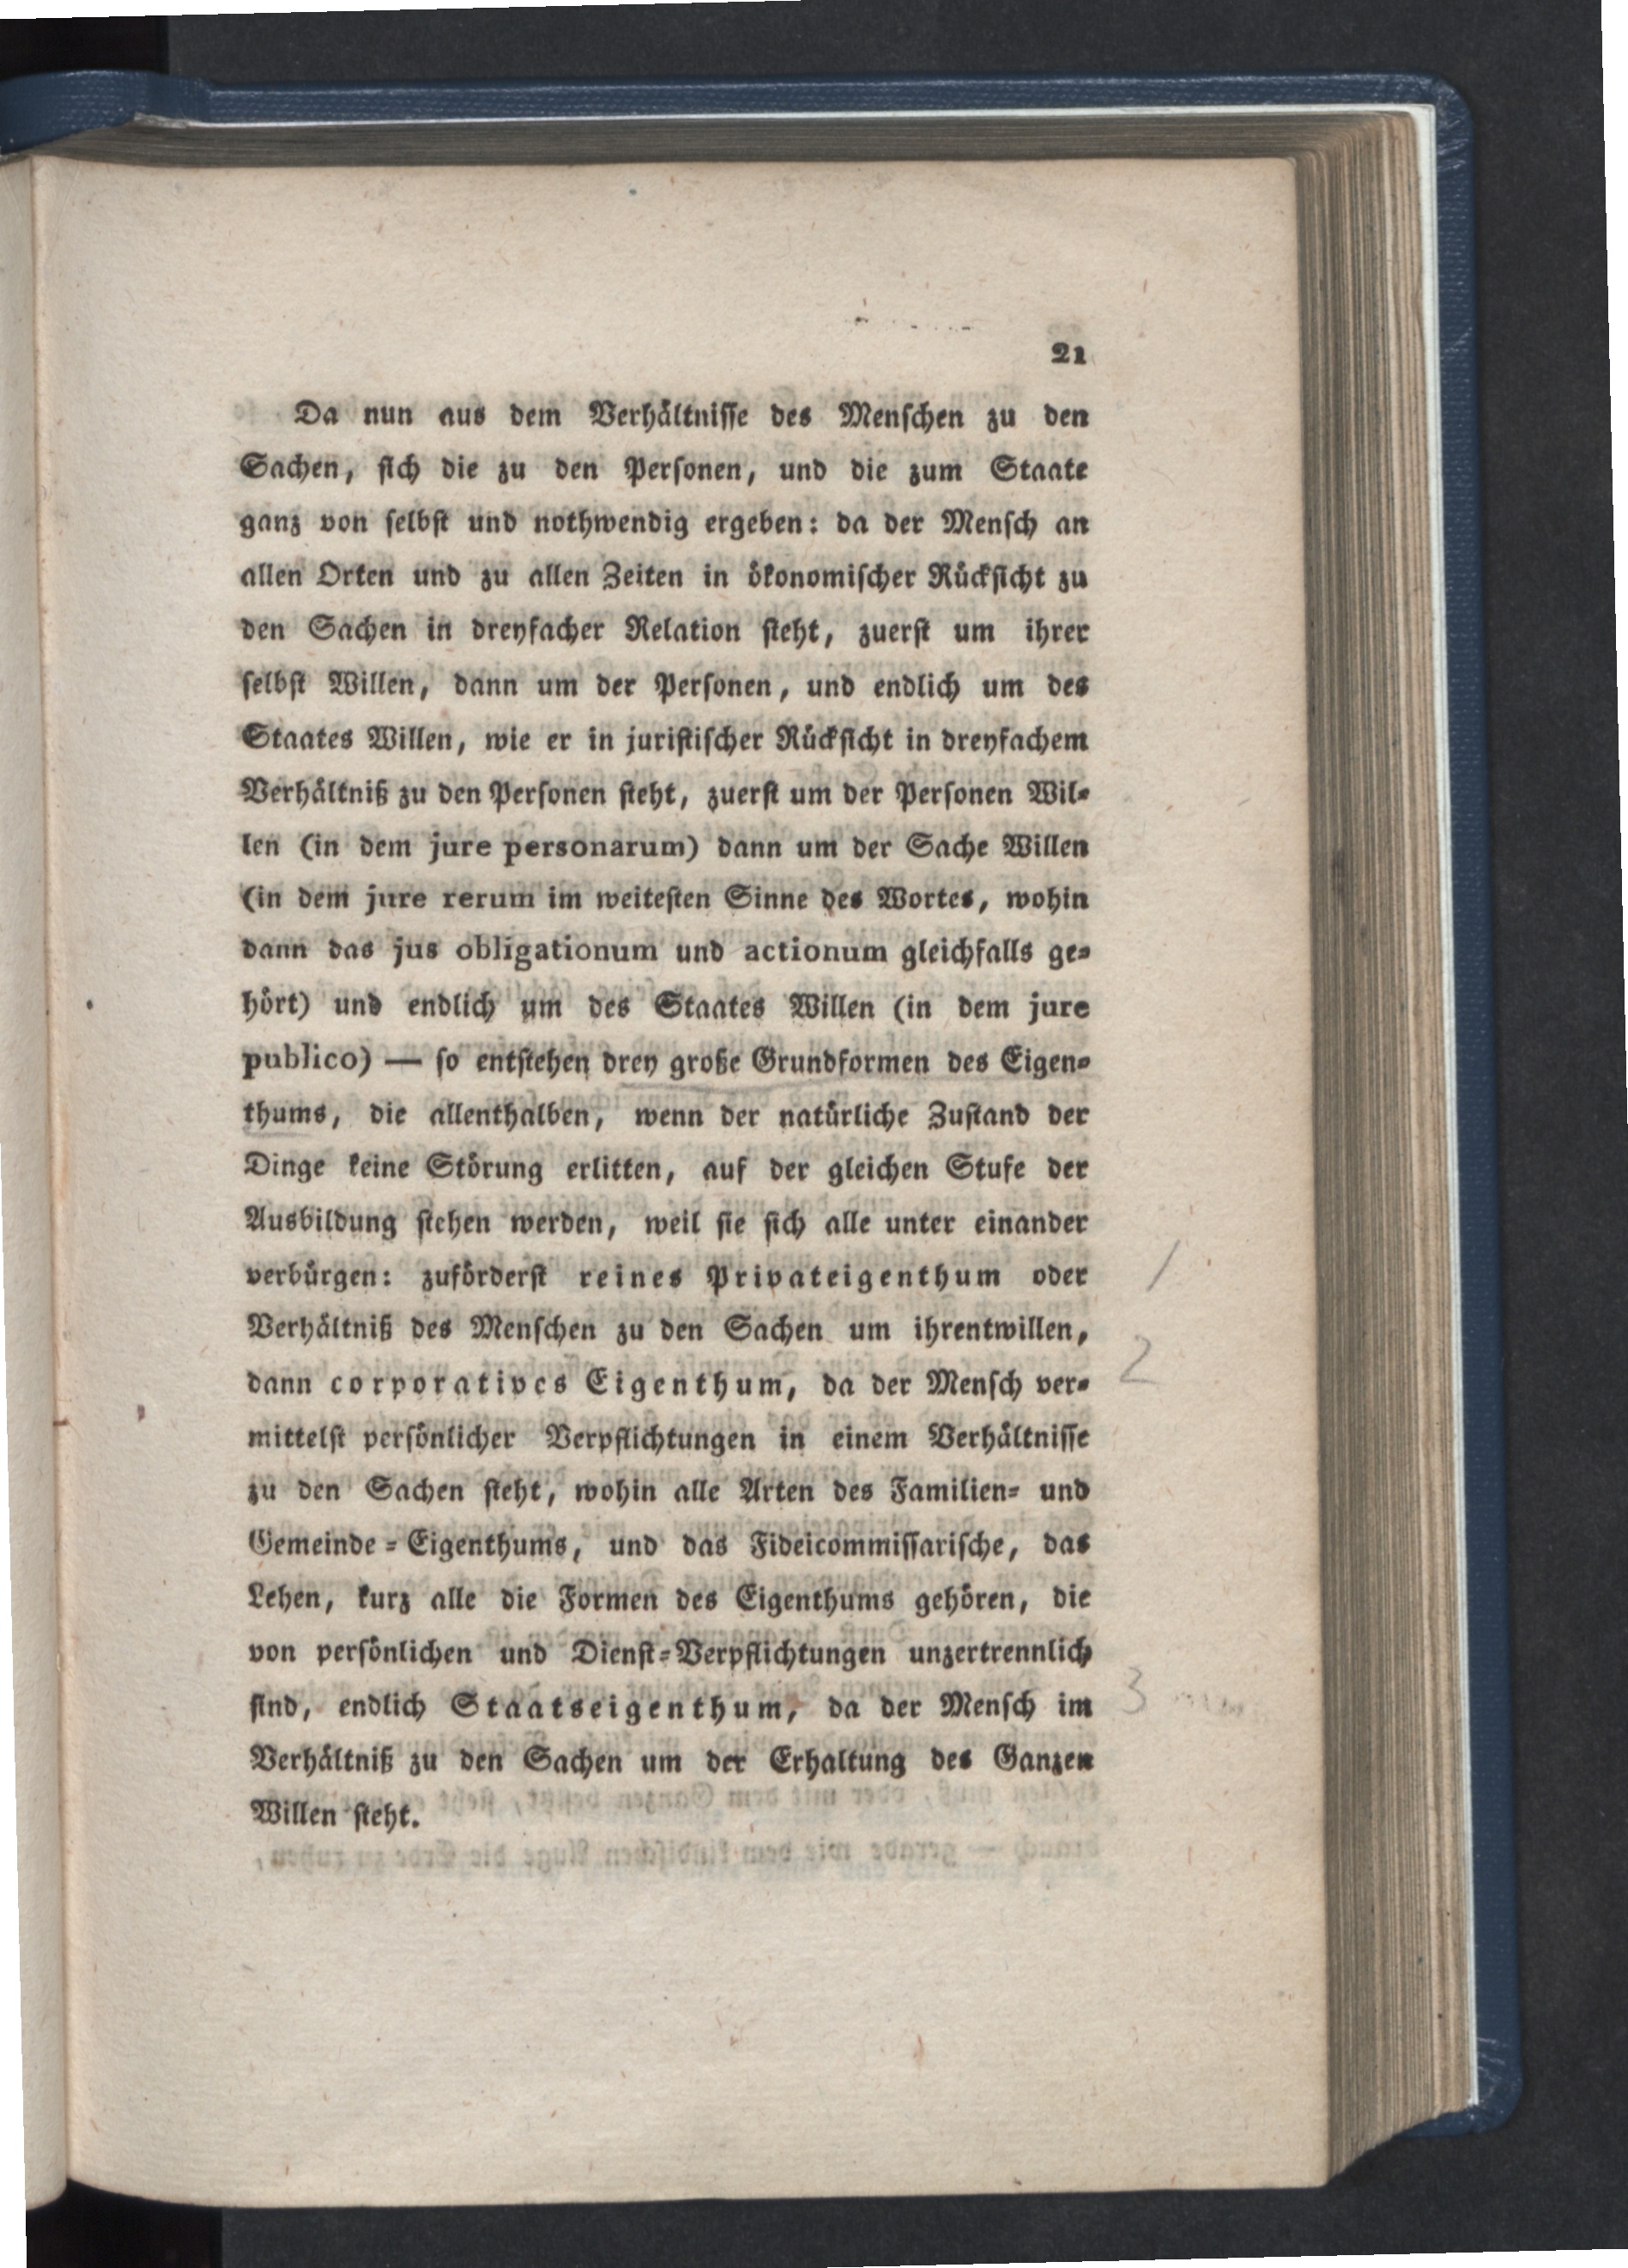 21
Da nun aus dem Verhältnisse des Menschen zu den
Sachen, sich die zu den Personen, und die zum Staate
ganz von selbst und nothwendig ergeben: da der Mensch an
allen Orten und zu allen Zeiten in ökonomischer Rücksicht zu
den Sachen in dreyfacher Relation steht, zuerst um ihrer
selbst Willen, dann um der Personen, und endlich um des
Staates Willen, wie er in juristischer Rücksicht in dreyfachem
Verhältniß zu den Personen steht, zuerst um der Personen Wil-
len (in dem jure personarum) dann um der Sache Willen
(in dem jure rerum im weitesten Sinne des Wortes, wohin
dann das jus obligationum und actionum gleichfalls ge-
hört) und endlich um des Staates Willen (in dem jure
publico) — so entstehen drey große Grundformen des Eigen-
thums, die allenthalben, wenn der natürliche Zustand der
Dinge keine Störung erlitten, auf der gleichen Stufe der
Ausbildung stehen werden, weil sie sich alle unter einander
verbürgen: zuförderst reines Privateigenthum oder
1
Verhältniß des Menschen zu den Sachen um ihrentwillen,
2
dann corporatives Eigenthum, da der Mensch ver-
mittelst persönlicher Verpflichtungen in einem Verhältnisse
zu den Sachen steht, wohin alle Arten des Familien- und
Gemeinde-Eigenthums, und das Fideicommissarische, das
Lehen, kurz alle die Formen des Eigenthums gehören, die
von persönlichen und Dienst-Verpflichtungen unzertrennlich
sind, endlich Staatseigenthum, da der Mensch im
3
Verhältniß zu den Sachen um der Erhaltung des Ganzen
Willen steht.